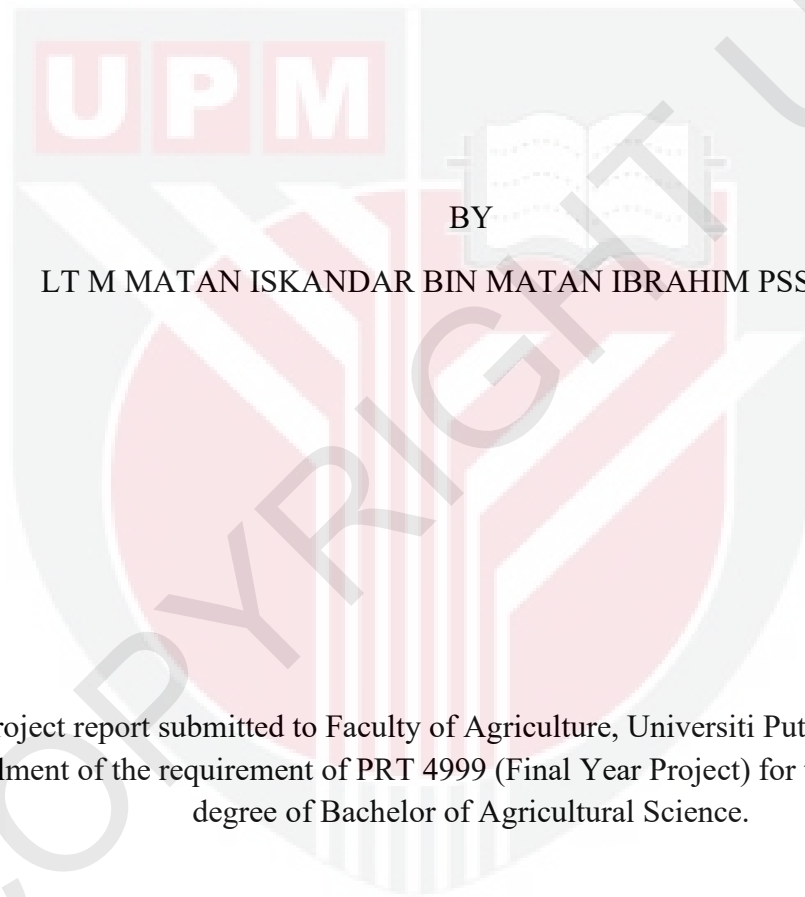 UPM
BY
LT M MATAN ISKANDAR BIN MATAN IBRAHIM PSS
roject report submitted to Faculty of Agriculture, Universiti Put
lment of the requirement of PRT 4999 (Final Year Project) for
degree of Bachelor of Agricultural Science.
COPYRIGHT U